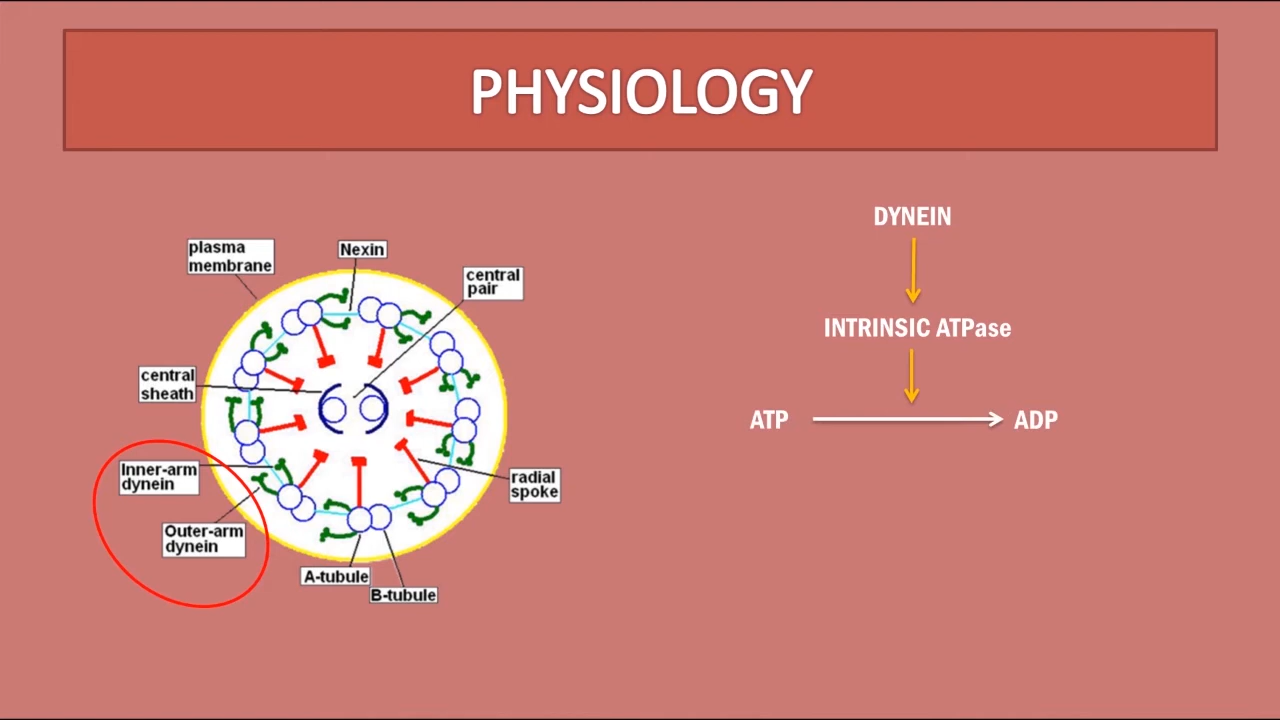 PHYSIOLOGY
plasma
membrane
Nexin
central
pair
central
sheath
Inner-arm
dynein
Outer-arm
dynein
A-tubule
B-tubule
radial
spoke
DYNEIN
INTRINSIC ATPase
ATP
ADP